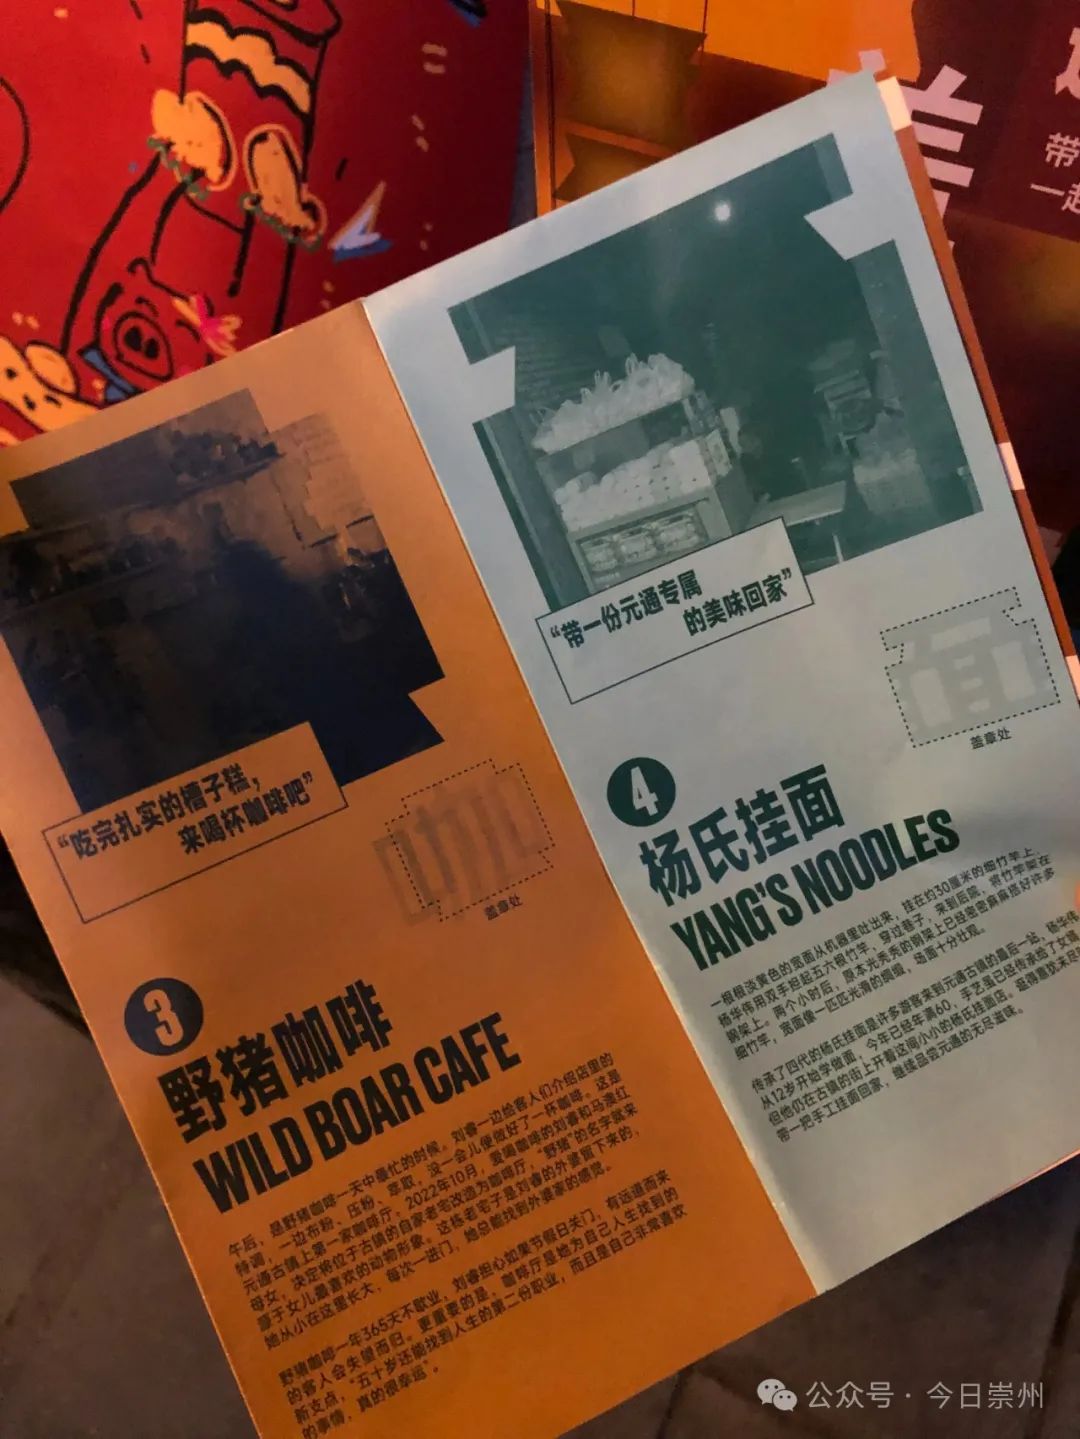 带
一起
“吃完扎实的槽子糕，
来喝杯咖啡吧”
咖
盖章处
3
野猪咖啡
WILD BOAR CAFE
午后，是野猪咖啡一天中最忙的时候。刘睿一边给客人们介绍店里的
特调，一边布粉、压粉、萃取，没一会儿便做好了一杯咖啡。这是
元通古镇上第一家咖啡厅，2022年10月，爱喝咖啡的刘睿和马澳红
母女，决定将位于古镇的自家老宅改造为咖啡厅，“野猪”的名字就来
源于女儿最喜欢的动物形象。这栋老宅子是刘睿的外婆留下来的，
她从小在这里长大，每次一进门，她总能找到外婆家的感觉。
野猪咖啡一年365天不歇业，刘睿担心如果节假日关门，有远道而来
的客人会失望而归。更重要的是，咖啡厅是她为自己人生找到的
新支点，“五十岁还能找到人生的第二份职业，而且是自己非常喜欢
的事情，真的很幸运”。
“带一份元通专属
的美味回家”
面
盖章处
4
杨氏挂面
YANG'S NOODLES
一根根淡黄色的宽面从机器里吐出来，挂在约30厘米的细竹竿上，
杨华伟用双手担起五六根竹竿，穿过巷子，来到后院，将竹竿架在
钢架上。两个小时后，原本光秃秃的钢架上已经密密麻麻搭好许多
细竹竿，宽面像一匹匹光滑的绸缎，场面十分壮观。
传承了四代的杨氏挂面是许多游客来到元通古镇的最后一站，杨华伟
从12岁开始学做面，今年已经年满60，手艺虽已经传承给了女婿，
但他仍在古镇的街上开着这间小小的杨氏挂面店。逛得意犹未尽
带一把手工挂面回家，继续品尝元通的无尽滋味。
公众号·今日崇州